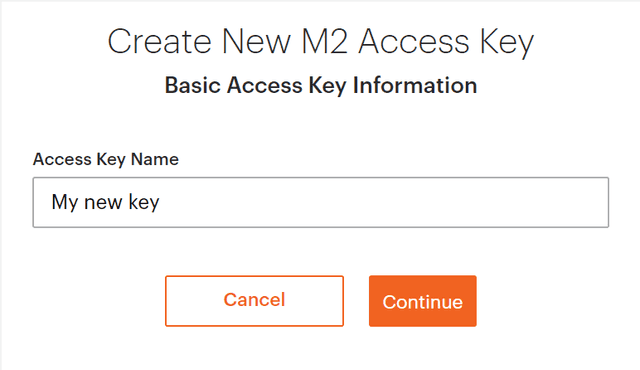 Create New M2 Access Key
Basic Access Key Information
Access Key Name
My new key
Cancel
Continue